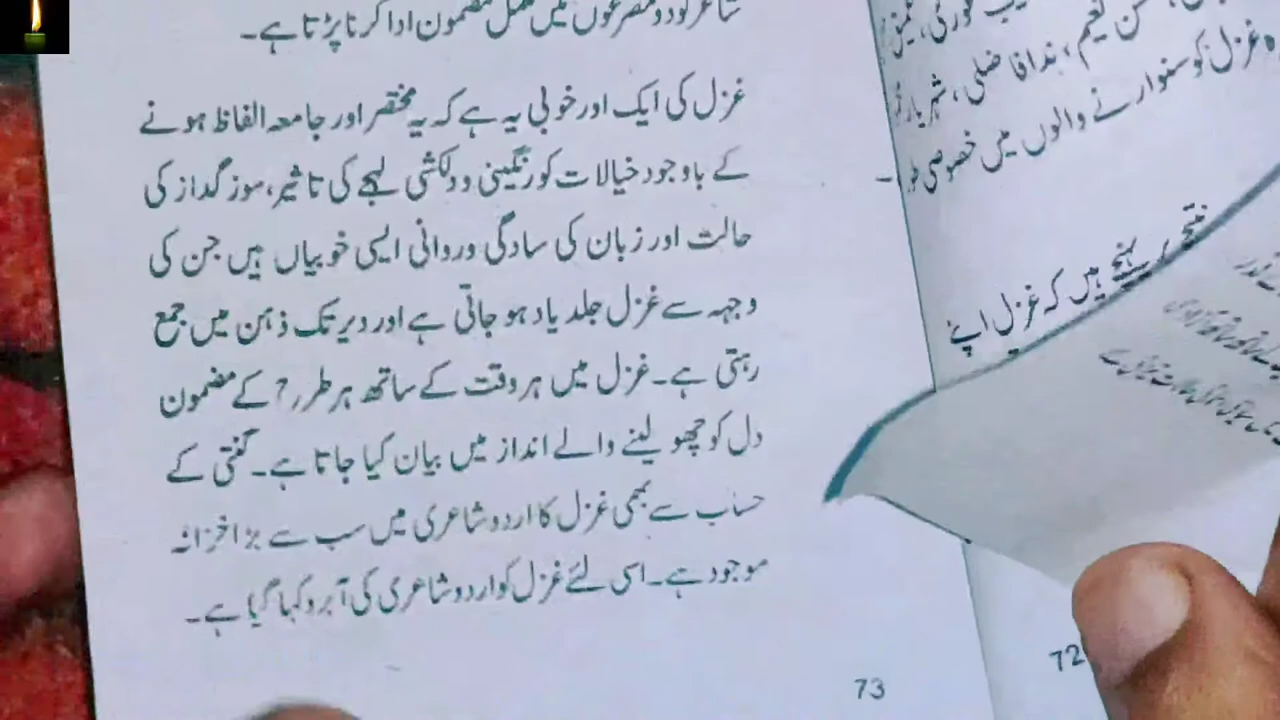 شاعر کو دو مصرعوں میں مکمل مضمون ادا کرنا پڑتا ہے۔
غزل کی ایک اور خوبی یہ ہے کہ یہ مختصر اور جامعہ الفاظ ہونے
کے باوجود خیالات کو رنگینی و دلکشی لہجے کی تاثیر، سوز گداز کی
حالت اور زبان کی سادگی وروانی ایسی خوبیاں ہیں جن کی
وجہہ سے غزل جلد یاد ہو جاتی ہے اور دیر تک ذہن میں جمع
رہتی ہے۔ غزل میں ہر وقت کے ساتھ ہر طرر? کے مضمون
دل کو چھو لینے والے انداز میں بیان کیا جاتا ہے۔ گنتی کے
حساب سے بھی غزل کا اردو شاعری میں سب سے بڑا خزانہ
موجود ہے۔ اسی لئے غزل کو اردو شاعری کی آبرو کہا گیا ہے۔
73
نعیم، ندا فاضلی، شہریار
غزل کو سنوارنے والوں میں خصوصی
۔
نتیجے پر پہنچے ہیں کہ غزل اپنے
72